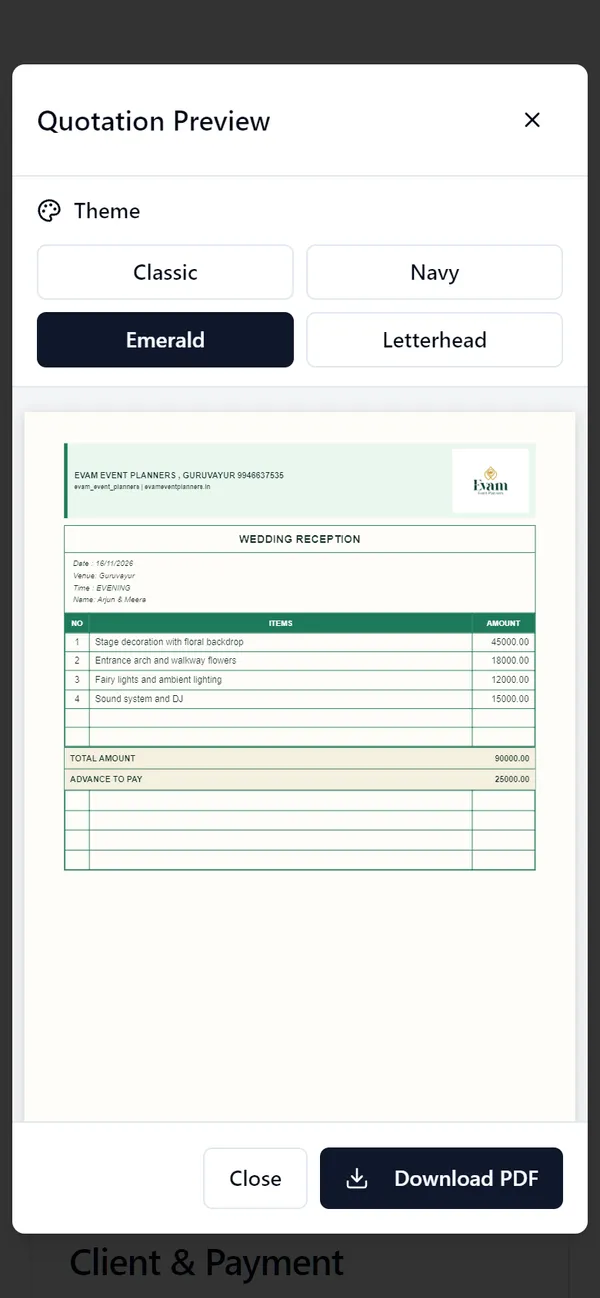 Quotation Preview
Theme
Classic
Navy
Emerald
Letterhead
EVAM EVENT PLANNERS , GURUVAYUR 9946637535
evam_event_planners | evameventplanners.in
Evam
Event Planners
WEDDING RECEPTION
Date : 16/11/2026
Venue: Guruvayur
Time : EVENING
Name: Arjun & Meera
NO ITEMS AMOUNT
1 Stage decoration with floral backdrop 45000.00
2 Entrance arch and walkway flowers 18000.00
3 Fairy lights and ambient lighting 12000.00
4 Sound system and DJ 15000.00
TOTAL AMOUNT 90000.00
ADVANCE TO PAY 25000.00
Close
Download PDF
Client & Payment